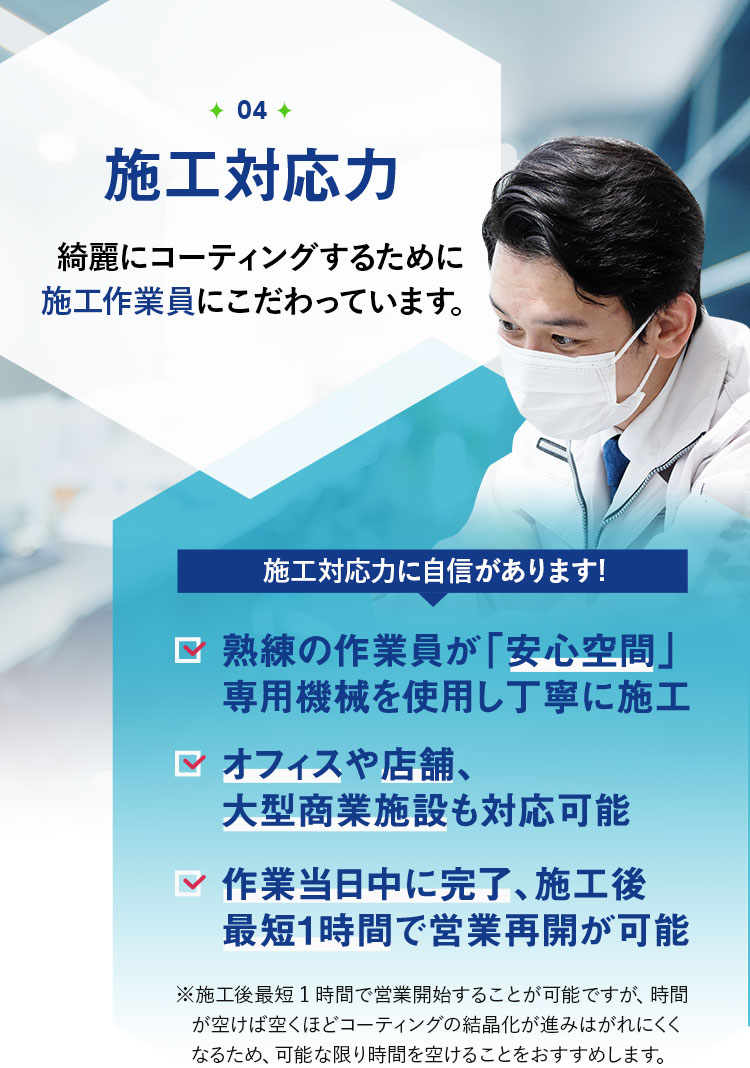 04
施工対応力
綺麗にコーティングするために
施工作業員にこだわっています。
施工対応力に自信があります!
熟練の作業員が「安心空間」
専用機械を使用し丁寧に施工
オフィスや店舗、
大型商業施設も対応可能
作業当日中に完了、施工後
最短1時間で営業再開が可能
※施工後最短1時間で営業開始することが可能ですが、時間
が空けば空くほどコーティングの結晶化が進みはがれにくく
なるため、可能な限り時間を空けることをおすすめします。